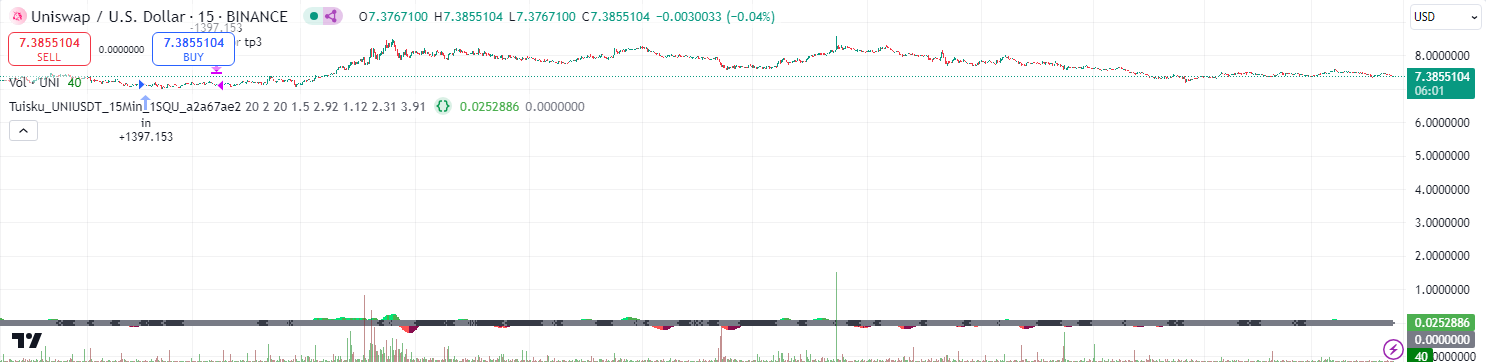 Uniswap / U.S. Dollar · 15 · BINANCE
O7.3767100 H7.3855104 L7.3767100 C7.3855104 −0.0030033 (−0.04%)
USD
-1397.153
7.3855104
SELL
0.0000000
7.3855104
BUY
r tp3
Vol · UNI 40
Tuisku_UNIUSDT_15Min_1SQU_a2a67ae2 20 2 20 1.5 2.92 1.12 2.31 3.91 {} 0.0252886 0.0000000
in
+1397.153
8.0000000
7.3855104
06:01
6.0000000
5.0000000
4.0000000
3.0000000
2.0000000
1.0000000
0.0252886
0.0000000
40
0000000